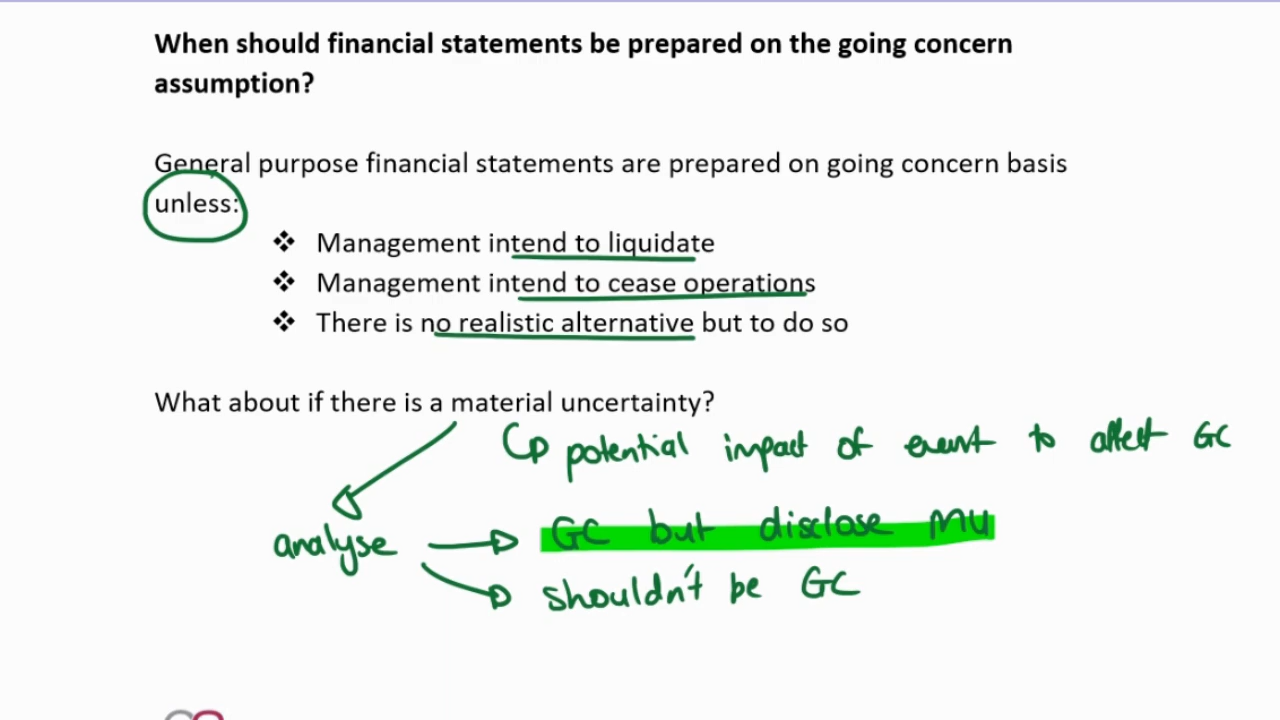 When should financial statements be prepared on the going concern
assumption?
General purpose financial statements are prepared on going concern basis
unless:
❖ Management intend to liquidate
❖ Management intend to cease operations
❖ There is no realistic alternative but to do so
What about if there is a material uncertainty?
potential impact of event to affect GC
analyse
GC but disclose MU
shouldn't be GC